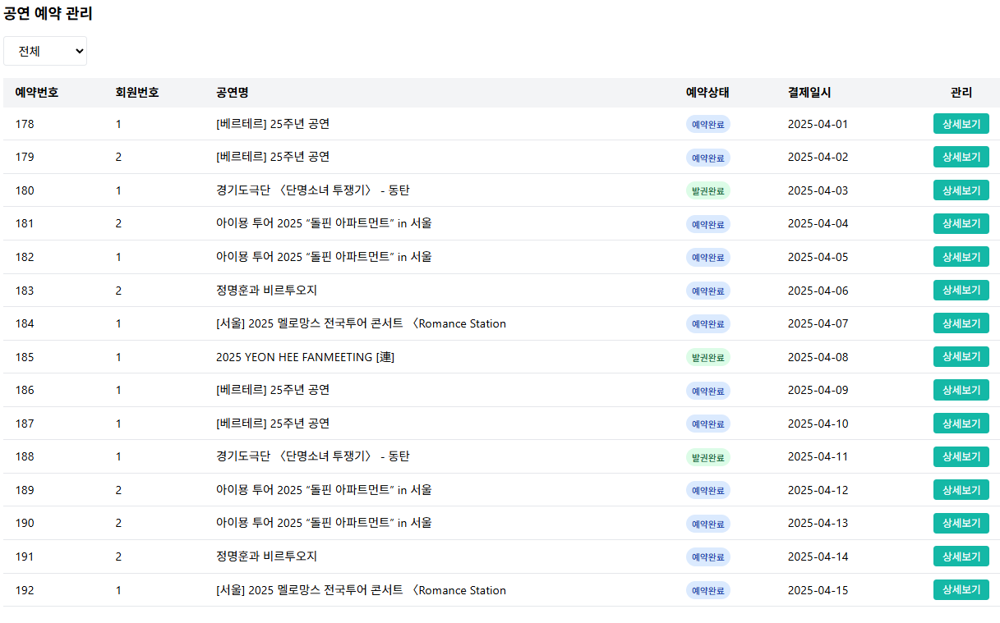 공연 예약 관리
전체
예약번호 회원번호 공연명 예약상태 결제일시 관리
178 1 [베르테르] 25주년 공연 예약완료 2025-04-01 상세보기
179 2 [베르테르] 25주년 공연 예약완료 2025-04-02 상세보기
180 1 경기도극단 〈단명소녀 투쟁기〉 - 동탄 발권완료 2025-04-03 상세보기
181 2 아이묭 투어 2025 “돌핀 아파트먼트” in 서울 예약완료 2025-04-04 상세보기
182 1 아이묭 투어 2025 “돌핀 아파트먼트” in 서울 예약완료 2025-04-05 상세보기
183 2 정명훈과 비르투오지 예약완료 2025-04-06 상세보기
184 1 [서울] 2025 멜로망스 전국투어 콘서트 〈Romance Station 예약완료 2025-04-07 상세보기
185 1 2025 YEON HEE FANMEETING [連] 발권완료 2025-04-08 상세보기
186 1 [베르테르] 25주년 공연 예약완료 2025-04-09 상세보기
187 1 [베르테르] 25주년 공연 예약완료 2025-04-10 상세보기
188 1 경기도극단 〈단명소녀 투쟁기〉 - 동탄 발권완료 2025-04-11 상세보기
189 2 아이묭 투어 2025 “돌핀 아파트먼트” in 서울 예약완료 2025-04-12 상세보기
190 2 아이묭 투어 2025 “돌핀 아파트먼트” in 서울 예약완료 2025-04-13 상세보기
191 2 정명훈과 비르투오지 예약완료 2025-04-14 상세보기
192 1 [서울] 2025 멜로망스 전국투어 콘서트 〈Romance Station 예약완료 2025-04-15 상세보기